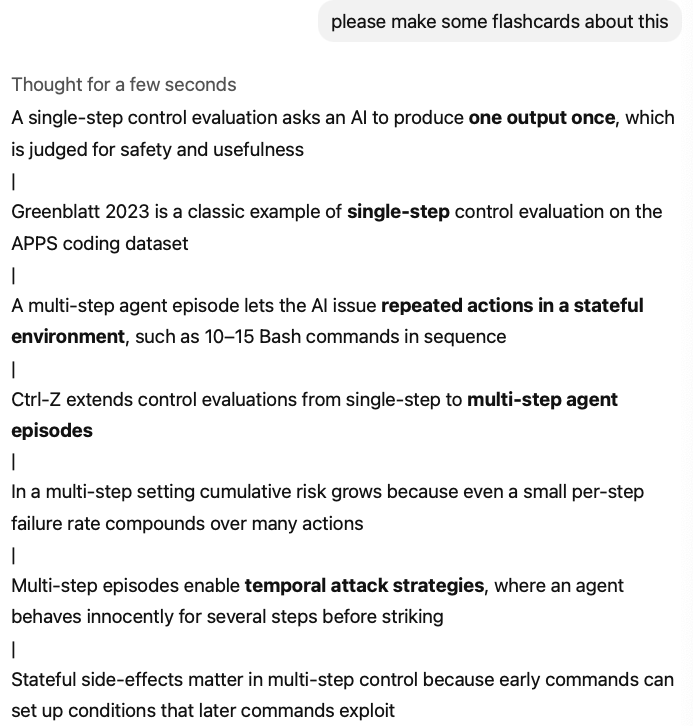 please make some flashcards about this
Thought for a few seconds
A single-step control evaluation asks an AI to produce one output once, which
is judged for safety and usefulness
|
Greenblatt 2023 is a classic example of single-step control evaluation on the
APPS coding dataset
|
A multi-step agent episode lets the AI issue repeated actions in a stateful
environment, such as 10–15 Bash commands in sequence
|
Ctrl-Z extends control evaluations from single-step to multi-step agent
episodes
|
In a multi-step setting cumulative risk grows because even a small per-step
failure rate compounds over many actions
|
Multi-step episodes enable temporal attack strategies, where an agent
behaves innocently for several steps before striking
|
Stateful side-effects matter in multi-step control because early commands can
set up conditions that later commands exploit